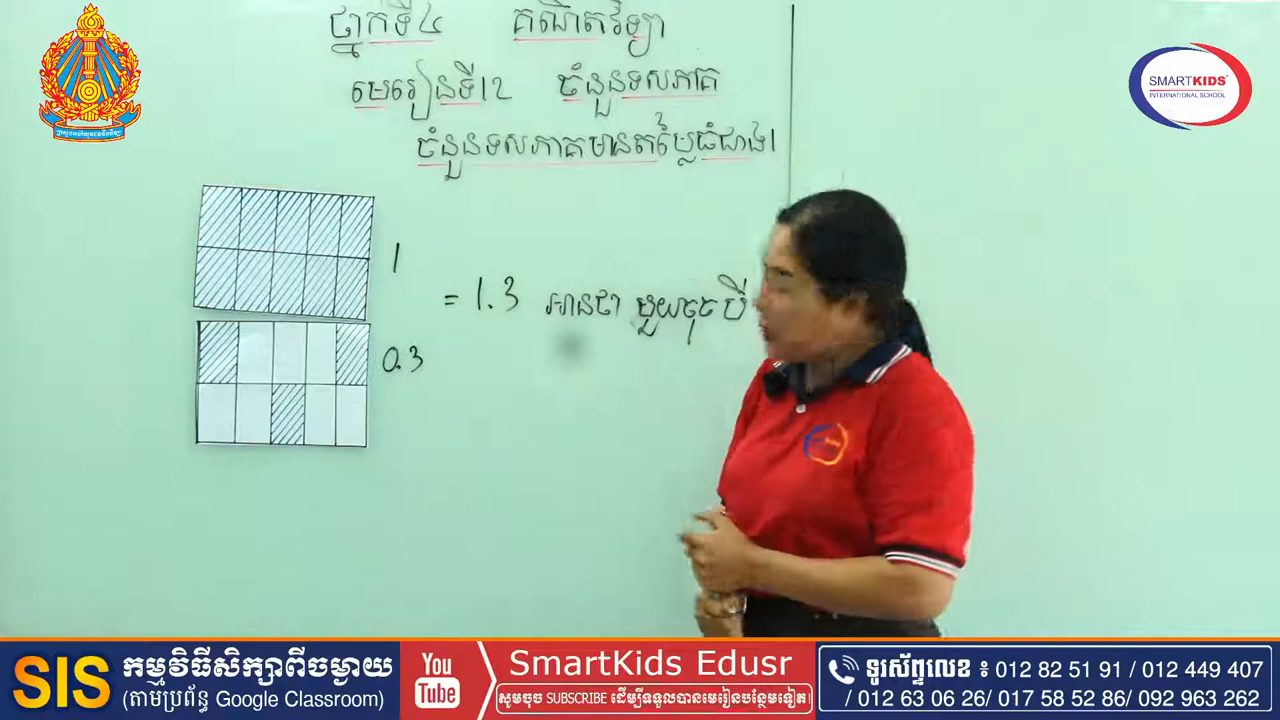 ថ្នាក់ទី៤ គណិតវិទ្យា
មេរៀនទី12 ចំនួនទសភាគ
ចំនួនទសភាគមានតម្លៃធំជាង1
1
= 1.3 អានថា មួយចុចបី
0.3
SMARTKIDS®
INTERNATIONAL SCHOOL
SIS កម្មវិធីសិក្សាពីចម្ងាយ
(តាមប្រព័ន្ធ Google Classroom)
You
Tube
SmartKids Edusr
សូមចុច SUBSCRIBE ដើម្បីទទួលបានមេរៀនបន្ថែមទៀត!
ទូរស័ព្ទលេខ ៖ 012 82 51 91 / 012 449 407
/ 012 63 06 26/ 017 58 52 86/ 092 963 262